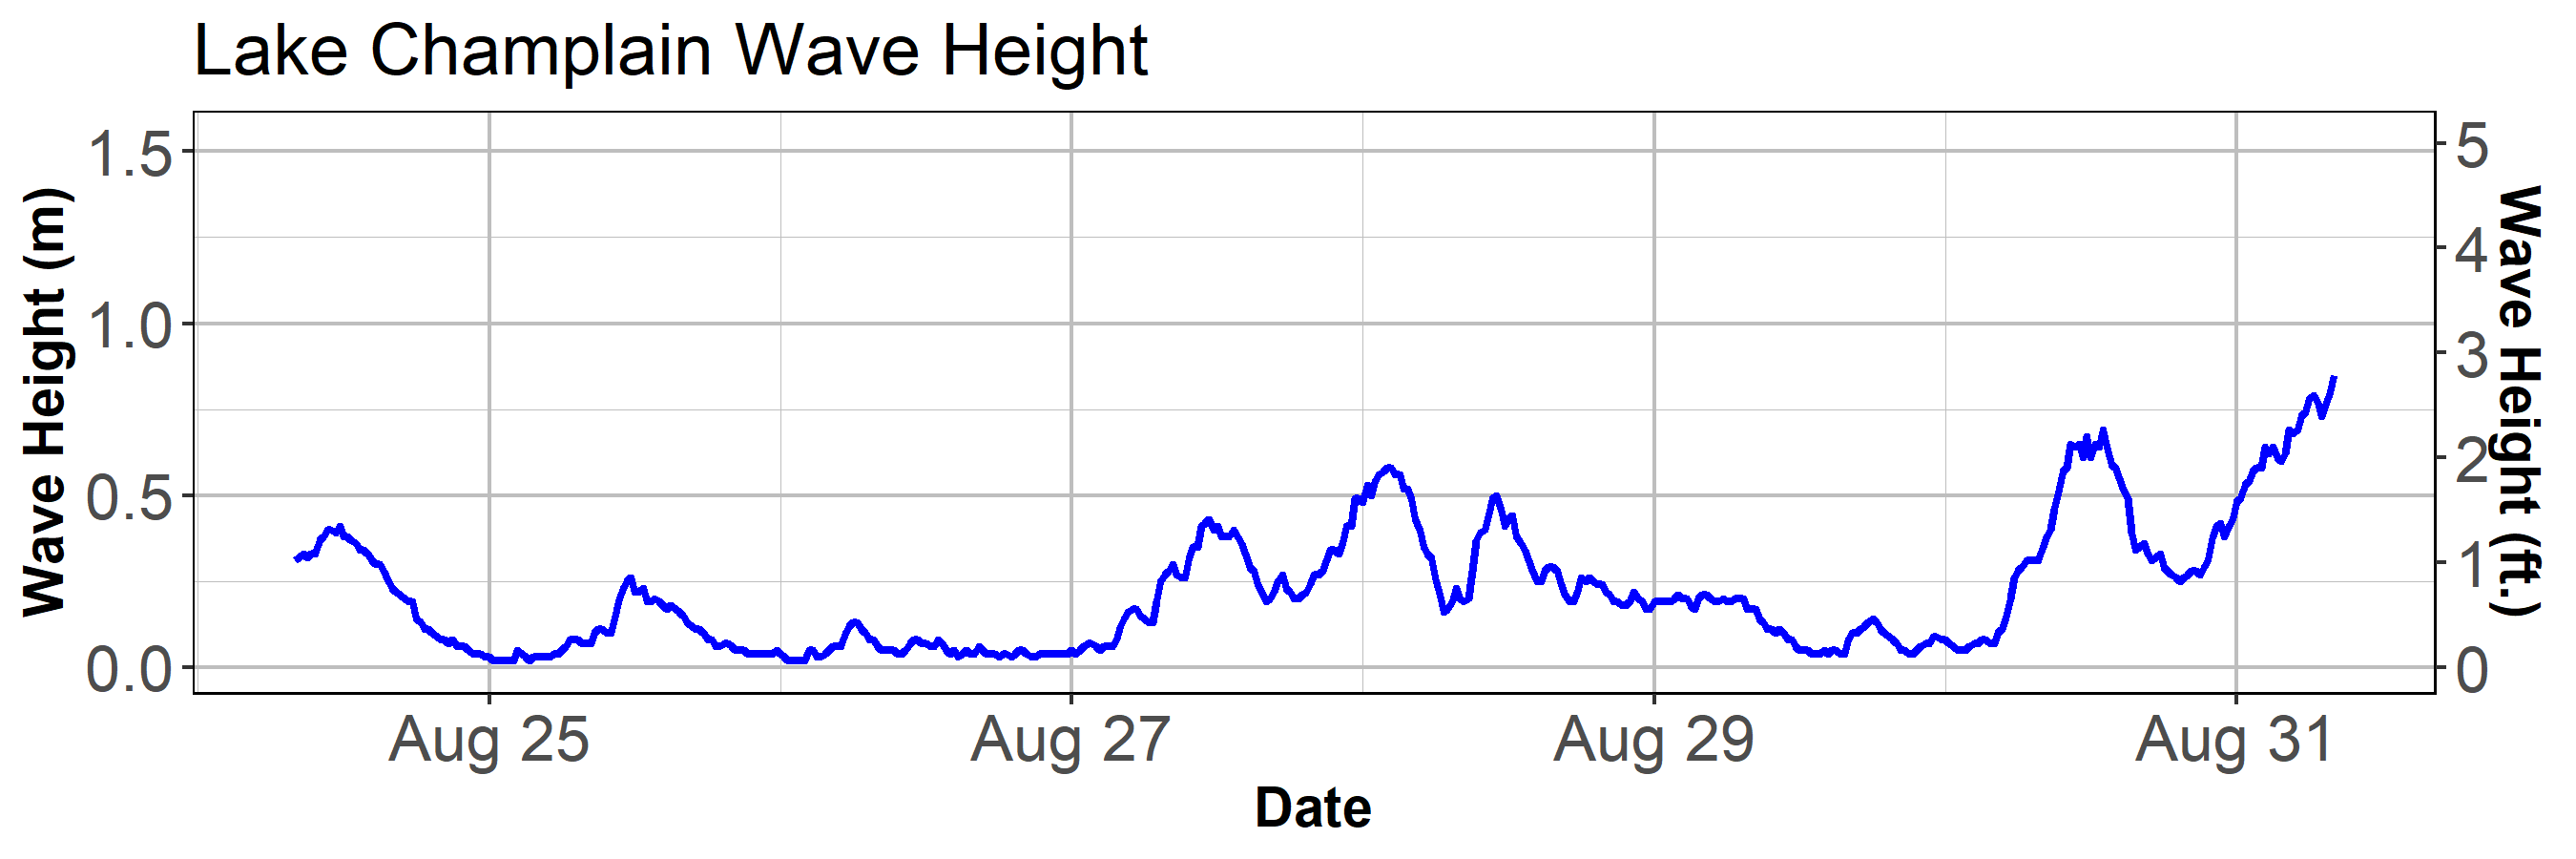 Lake Champlain Wave Height
Wave Height (m)
1.5
1.0
0.5
0.0
5
4
3
2
1
0
Wave Height (ft.)
Aug 25
Aug 27
Aug 29
Aug 31
Date